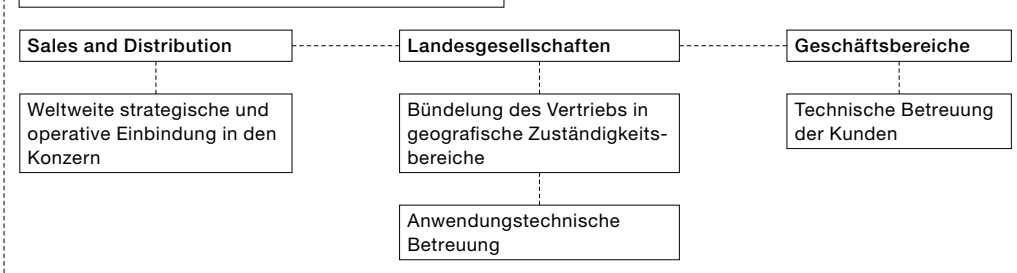 Sales and Distribution
Weltweite strategische und
operative Einbindung in den
Konzern
Landesgesellschaften
Bündelung des Vertriebs in
geografische Zuständigkeits-
bereiche
Anwendungstechnische
Betreuung
Geschäftsbereiche
Technische Betreuung
der Kunden